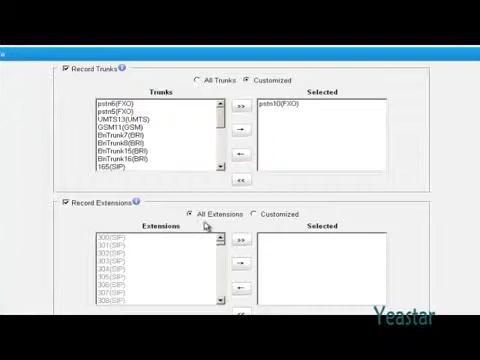 Record Trunks
All Trunks Customized
Trunks Selected
pstn6(FXO) pstn10(FXO)
pstn5(FXO)
UMTS13(UMTS)
GSM11(GSM)
BriTrunk7(BRI)
BriTrunk8(BRI)
BriTrunk15(BRI)
BriTrunk16(BRI)
165(SIP)
>>
→
←
<<
Record Extensions
All Extensions Customized
Extensions Selected
300(SIP)
301(SIP)
302(SIP)
303(SIP)
304(SIP)
305(SIP)
306(SIP)
307(SIP)
308(SIP)
>>
→
←
Yeastar